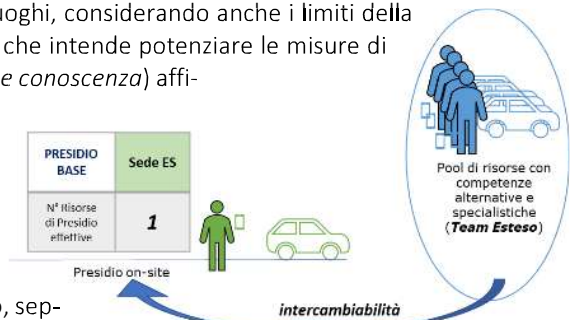 uoghi, considerando anche i limiti della
che intende potenziare le misure di
e conoscenza) affi-
PRESIDIO
BASE
Sede ES
N° Risorse
di Presidio
effettive
1
Presidio on-site
Pool di risorse con
competenze
alternative e
specialistiche
(Team Esteso)
o, sep-
intercambiabilità